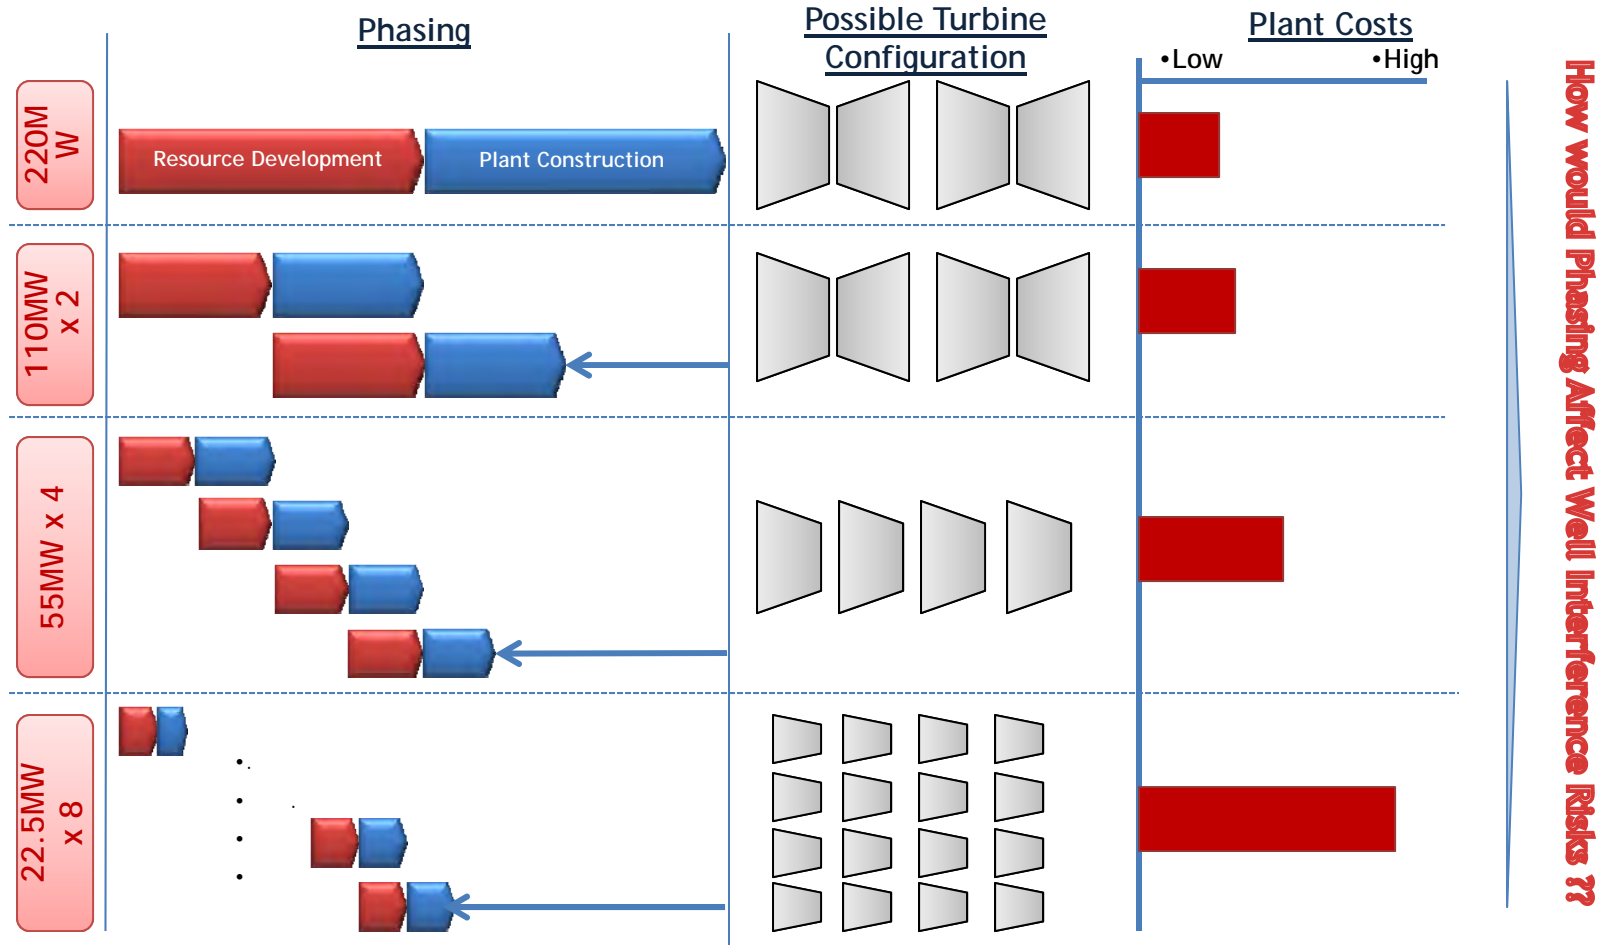 Phasing
Possible Turbine
Configuration
Plant Costs
•Low
•High
220M
W
Resource Development
Plant Construction
110MW
x 2
55MW x 4
22.5MW
x 8
How would Phasing Affect Well Interference Risks ??